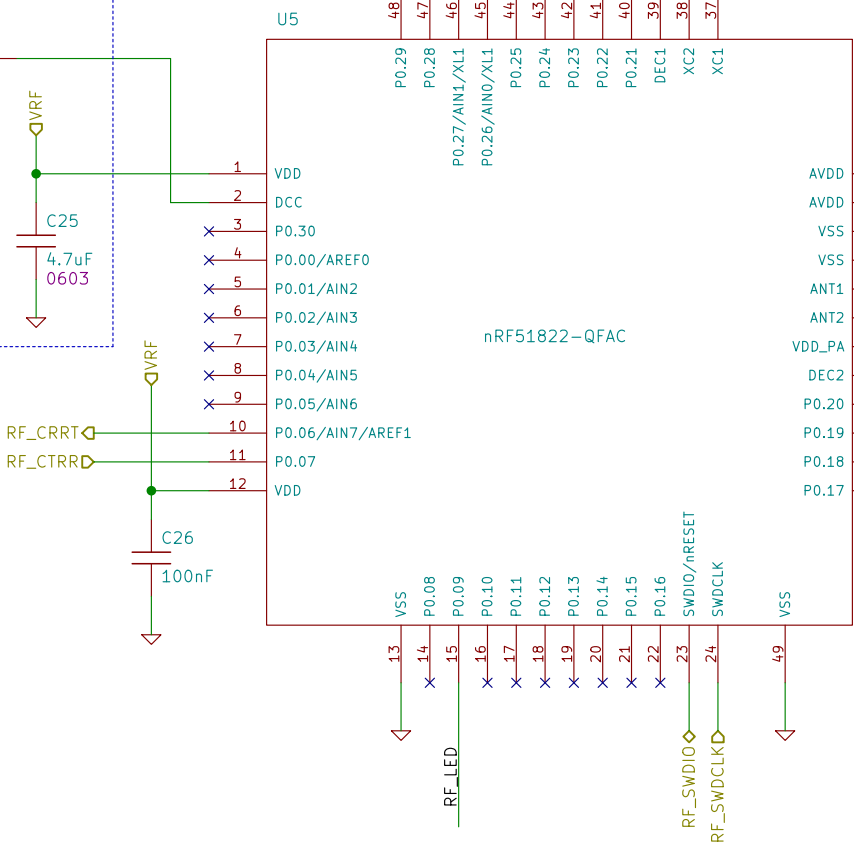 U5
48
47
46
45
44
43
42
41
40
39
38
37
P0.29
P0.28
P0.27/AIN1/XL1
P0.26/AIN0/XL1
P0.25
P0.24
P0.23
P0.22
P0.21
DEC1
XC2
XC1
VRF
1 VDD
2 DCC
3 P0.30
4 P0.00/AREF0
5 P0.01/AIN2
6 P0.02/AIN3
7 P0.03/AIN4
8 P0.04/AIN5
9 P0.05/AIN6
10 P0.06/AIN7/AREF1
11 P0.07
12 VDD
C25
4.7uF
0603
VRF
RF_CRRT
RF_CTRR
C26
100nF
nRF51822-QFAC
AVDD
AVDD
VSS
VSS
ANT1
ANT2
VDD_PA
DEC2
P0.20
P0.19
P0.18
P0.17
VSS
P0.08
P0.09
P0.10
P0.11
P0.12
P0.13
P0.14
P0.15
P0.16
SWDIO/nRESET
SWDCLK
VSS
13
14
15
16
17
18
19
20
21
22
23
24
49
RF_LED
RF_SWDIO
RF_SWDCLK